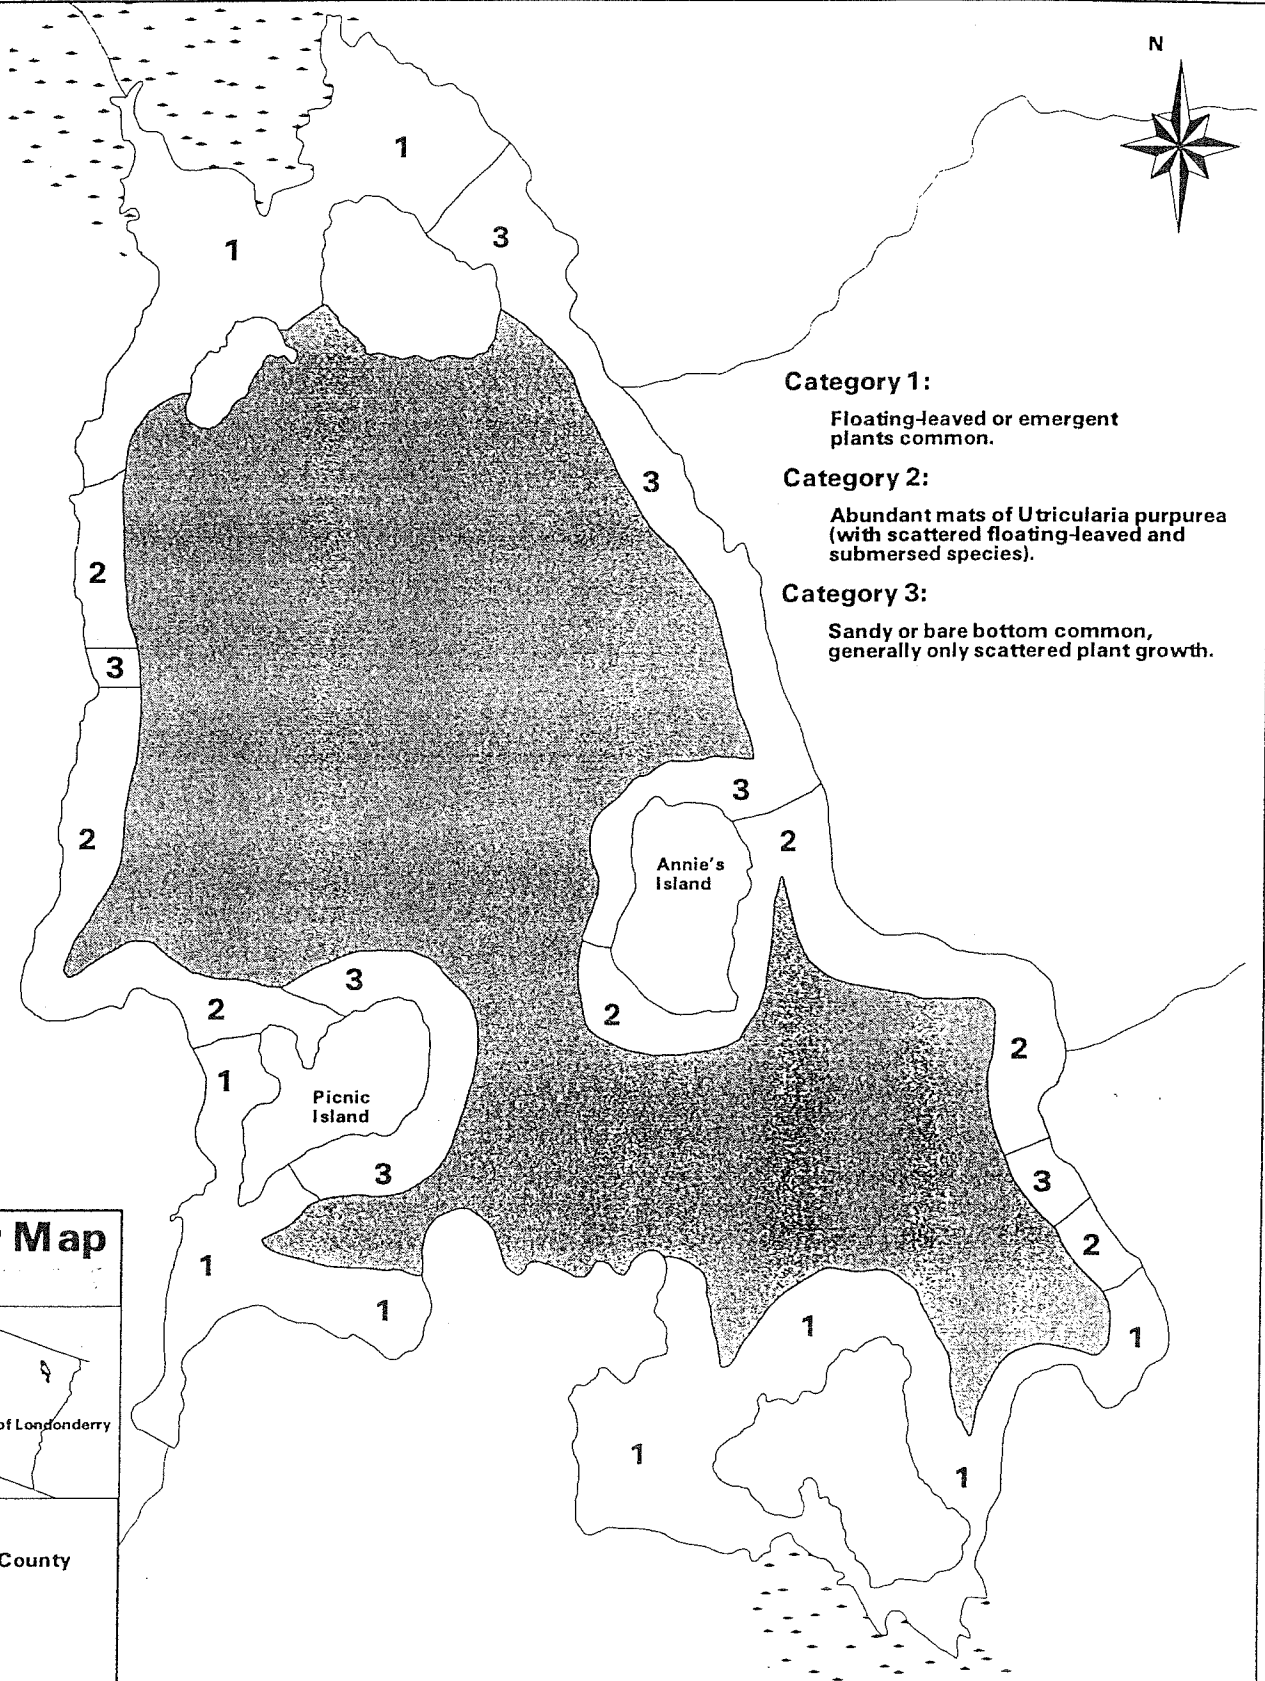 N
1
1
3
Category 1:
Floating-leaved or emergent
plants common.
3
Category 2:
Abundant mats of Utricularia purpurea
(with scattered floating-leaved and
submersed species).
2
Category 3:
Sandy or bare bottom common,
generally only scattered plant growth.
3
3
2
2
Annie's
Island
3
2
2
2
1
Picnic
Island
3
3
Map
2
1
1
1
1
of Londonderry
1
1
County